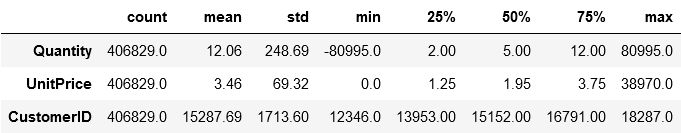 count mean std min 25% 50% 75% max
Quantity 406829.0 12.06 248.69 -80995.0 2.00 5.00 12.00 80995.0
UnitPrice 406829.0 3.46 69.32 0.0 1.25 1.95 3.75 38970.0
CustomerID 406829.0 15287.69 1713.60 12346.0 13953.00 15152.00 16791.00 18287.0